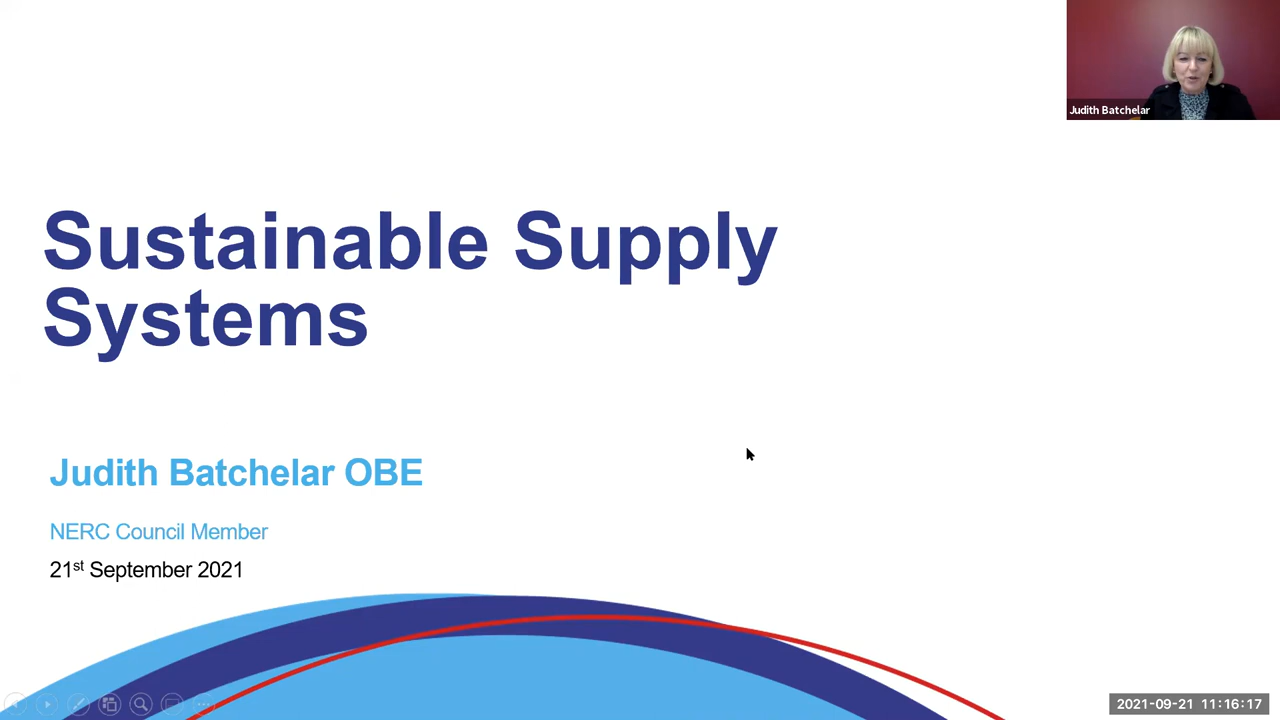 Judith Batchelar
Sustainable Supply
Systems
Judith Batchelar OBE
NERC Council Member
21st September 2021
2021-09-21 11:16:17